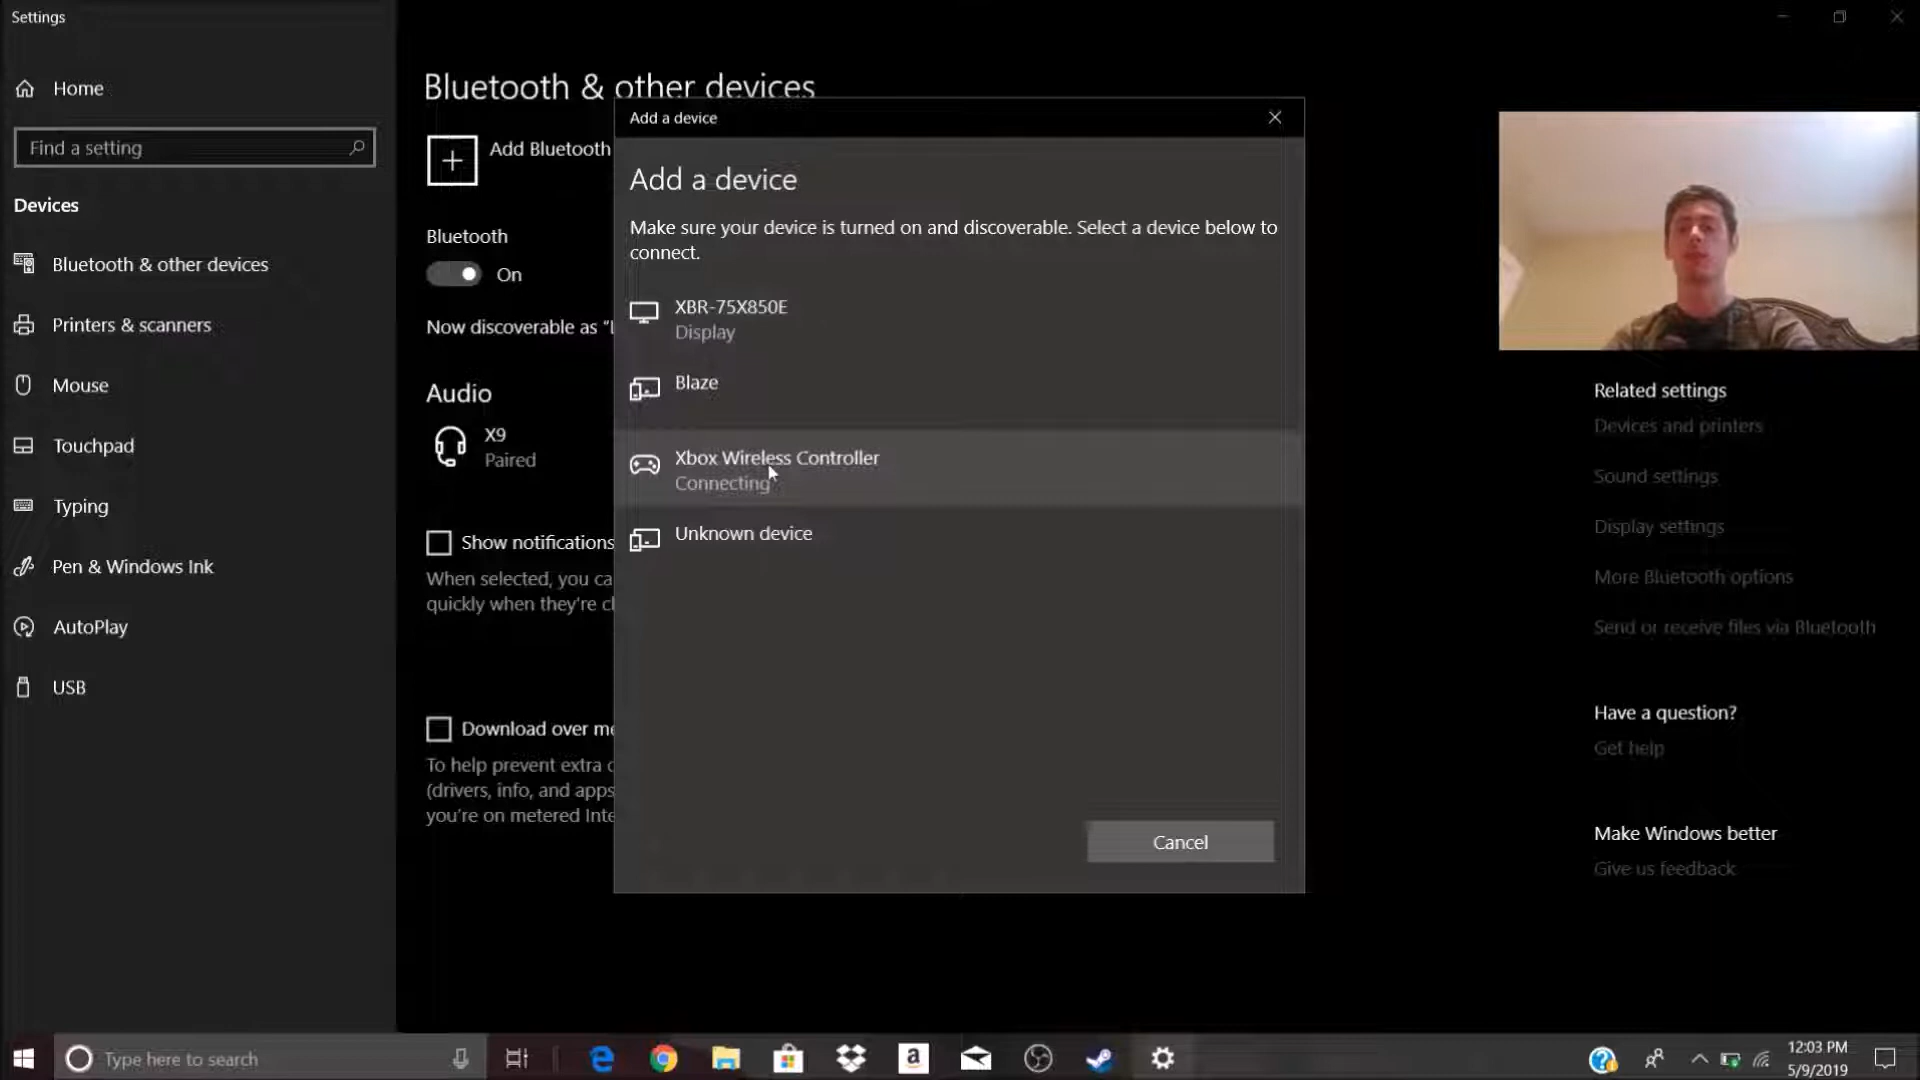 Settings
Home
Find a setting
Devices
Bluetooth & other devices
Printers & scanners
Mouse
Touchpad
Typing
Pen & Windows Ink
AutoPlay
USB
Bluetooth & other devices
Add Bluetooth
Bluetooth
On
Now discoverable as "
Audio
X9
Paired
Show notifications
When selected, you ca
quickly when they're cl
Download over me
To help prevent extra c
(drivers, info, and apps
you're on metered Inte
Add a device
Add a device
Make sure your device is turned on and discoverable. Select a device below to
connect.
XBR-75X850E
Display
Blaze
Xbox Wireless Controller
Connecting
Unknown device
Cancel
Related settings
Devices and printers
Sound settings
Display settings
More Bluetooth options
Send or receive files via Bluetooth
Have a question?
Get help
Make Windows better
Give us feedback
Type here to search
12:03 PM
5/9/2019